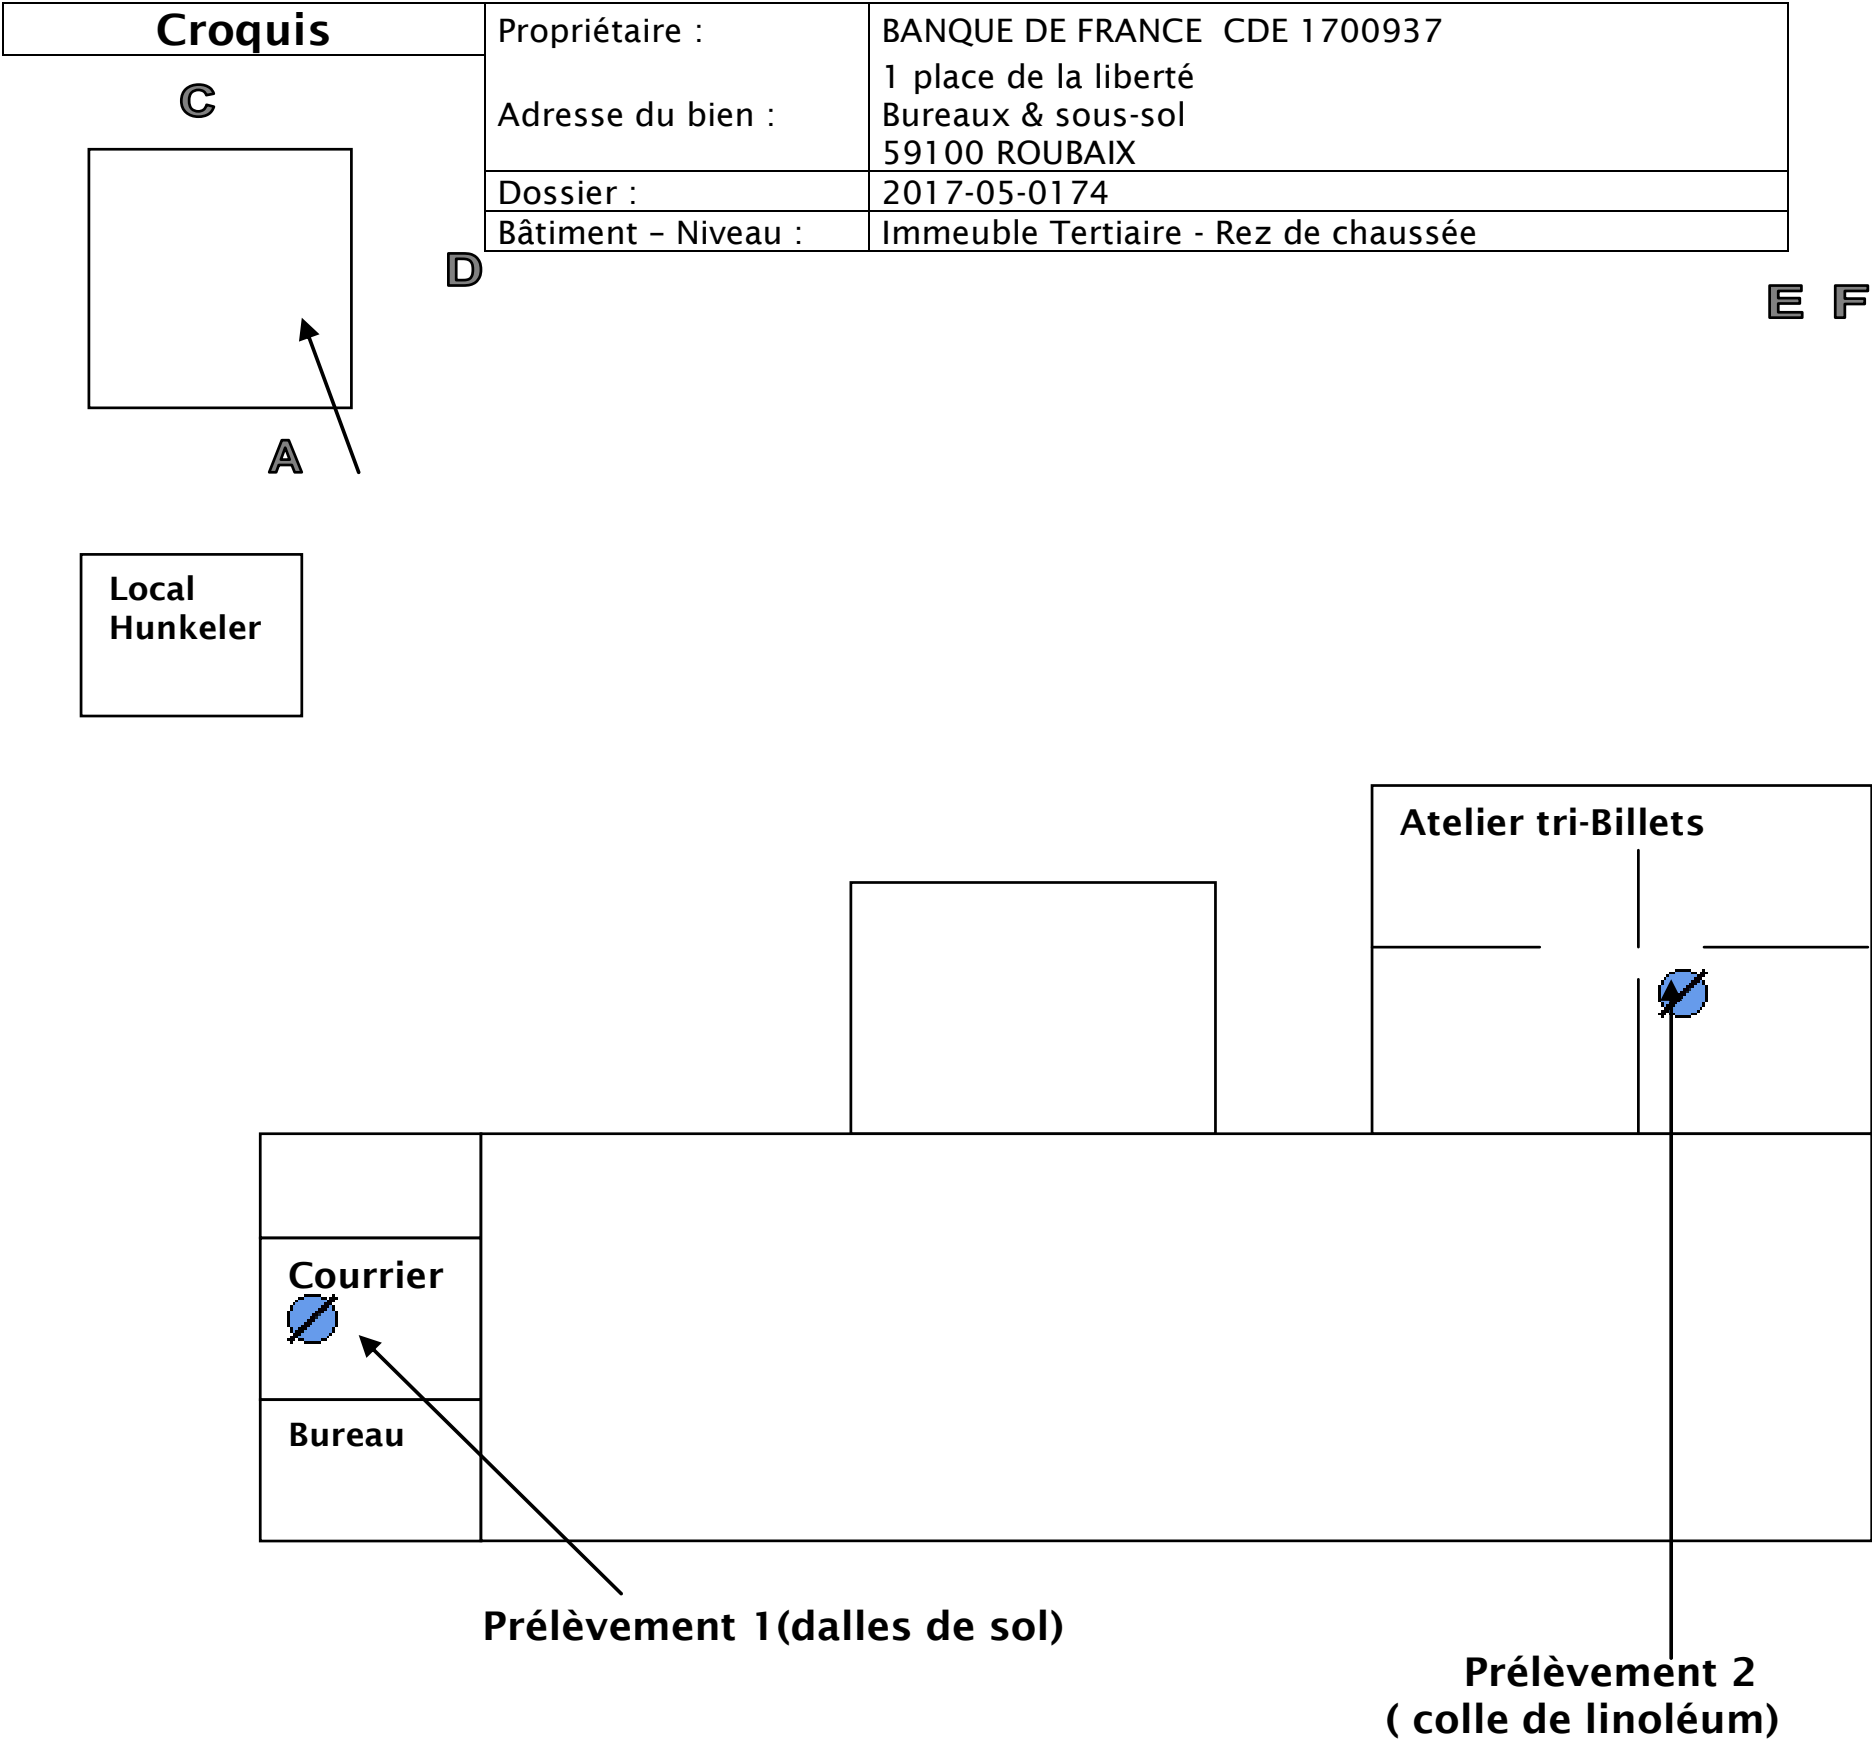 Croquis
Propriétaire : BANQUE DE FRANCE  CDE 1700937
Adresse du bien : 1 place de la liberté
Bureaux & sous-sol
59100 ROUBAIX
Dossier : 2017-05-0174
Bâtiment – Niveau : Immeuble Tertiaire - Rez de chaussée
C
D
E F
A
Local
Hunkeler
Atelier tri-Billets
Courrier
Bureau
Prélèvement 1(dalles de sol)
Prélèvement 2
( colle de linoléum)